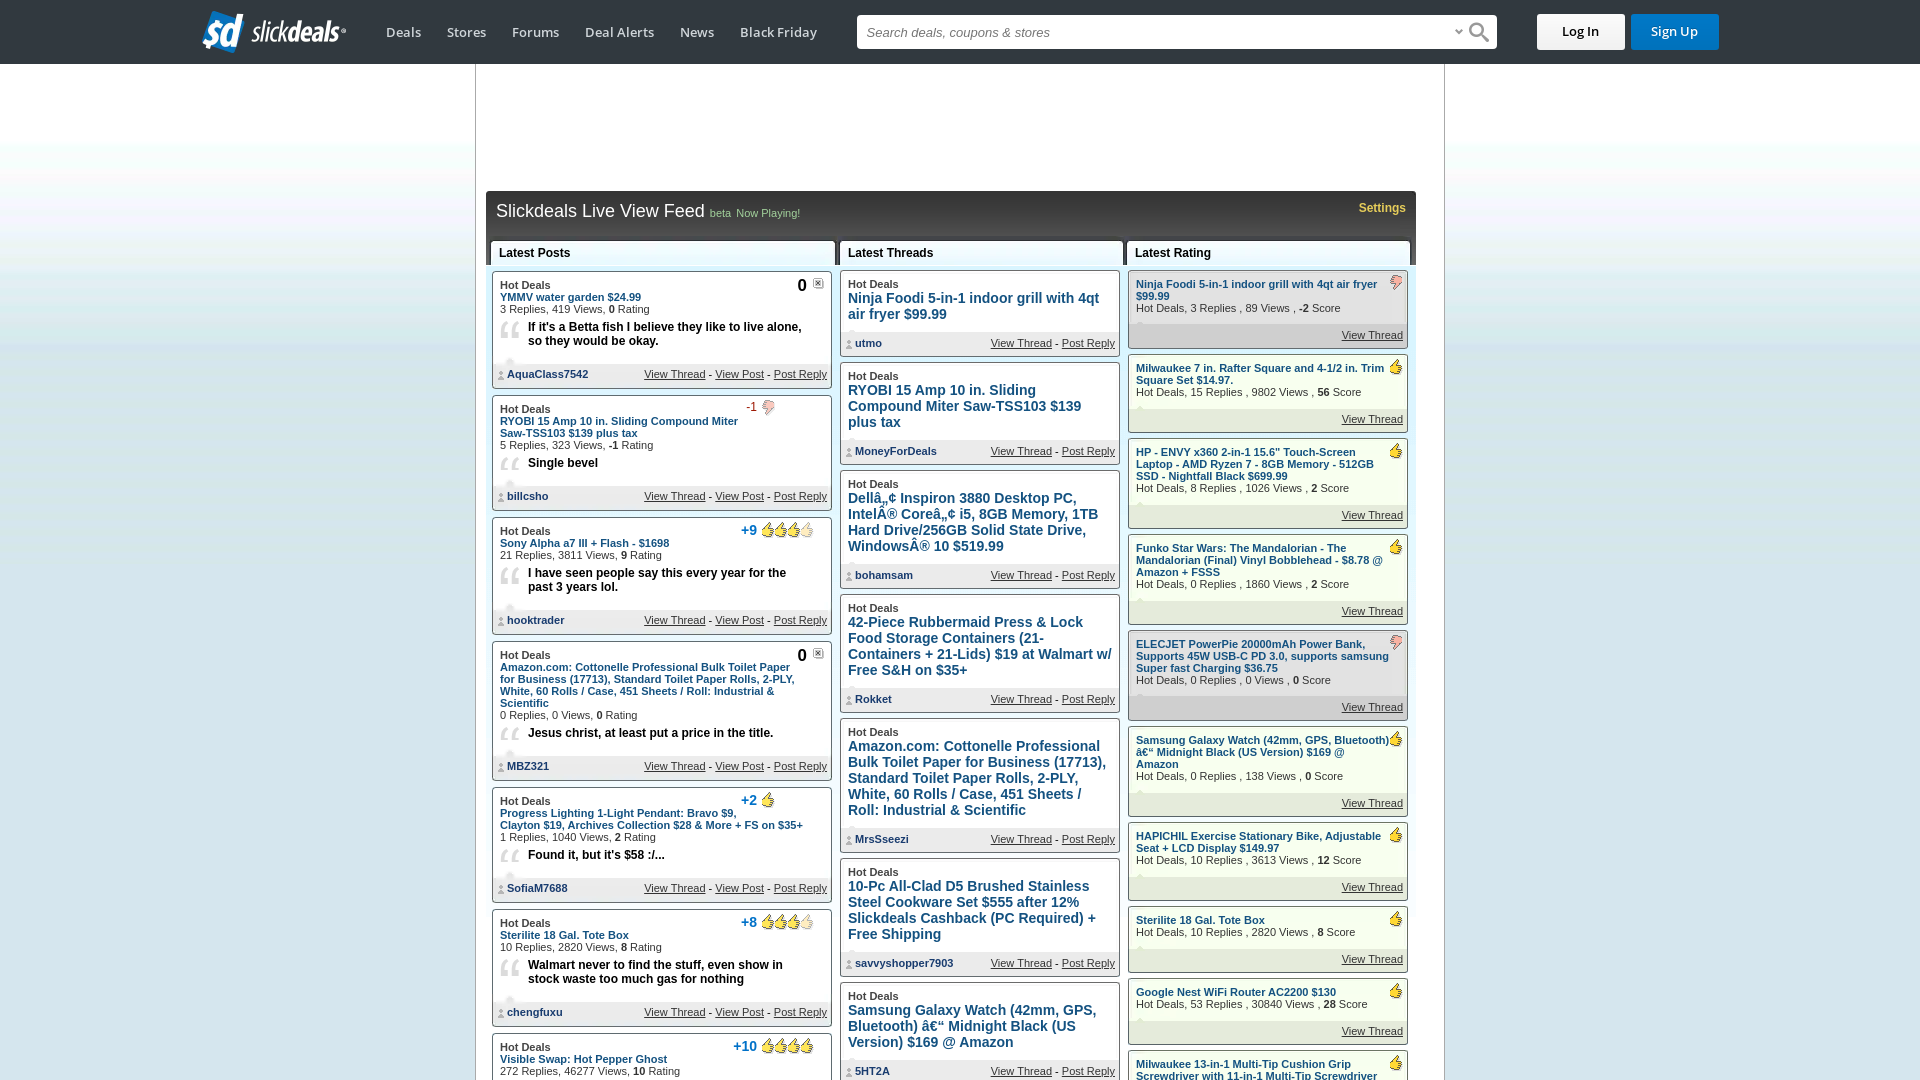 slickdeals
Deals
Stores
Forums
Deal Alerts
News
Black Friday
Search deals, coupons & stores
Log In
Sign Up
Slickdeals Live View Feed beta Now Playing!
Settings
Latest Posts
Hot Deals
0
YMMV water garden $24.99
3 Replies, 419 Views, 0 Rating
If it's a Betta fish I believe they like to live alone,
so they would be okay.
AquaClass7542
View Thread - View Post - Post Reply
Hot Deals
-1
RYOBI 15 Amp 10 in. Sliding Compound Miter
Saw-TSS103 $139 plus tax
5 Replies, 323 Views, -1 Rating
Single bevel
billcsho
View Thread - View Post - Post Reply
Hot Deals
+9
Sony Alpha a7 III + Flash - $1698
21 Replies, 3811 Views, 9 Rating
I have seen people say this every year for the
past 3 years lol.
hooktrader
View Thread - View Post - Post Reply
Hot Deals
0
Amazon.com: Cottonelle Professional Bulk Toilet Paper
for Business (17713), Standard Toilet Paper Rolls, 2-PLY,
White, 60 Rolls / Case, 451 Sheets / Roll: Industrial &
Scientific
0 Replies, 0 Views, 0 Rating
Jesus christ, at least put a price in the title.
MBZ321
View Thread - View Post - Post Reply
Hot Deals
+2
Progress Lighting 1-Light Pendant: Bravo $9,
Clayton $19, Archives Collection $28 & More + FS on $35+
1 Replies, 1040 Views, 2 Rating
Found it, but it's $58 :/...
SofiaM7688
View Thread - View Post - Post Reply
Hot Deals
+8
Sterilite 18 Gal. Tote Box
10 Replies, 2820 Views, 8 Rating
Walmart never to find the stuff, even show in
stock waste too much gas for nothing
chengfuxu
View Thread - View Post - Post Reply
Hot Deals
+10
Visible Swap: Hot Pepper Ghost
272 Replies, 46277 Views, 10 Rating
Latest Threads
Hot Deals
Ninja Foodi 5-in-1 indoor grill with 4qt
air fryer $99.99
utmo
View Thread - Post Reply
Hot Deals
RYOBI 15 Amp 10 in. Sliding
Compound Miter Saw-TSS103 $139
plus tax
MoneyForDeals
View Thread - Post Reply
Hot Deals
Dellâ„¢ Inspiron 3880 Desktop PC,
IntelÂ® Coreâ„¢ i5, 8GB Memory, 1TB
Hard Drive/256GB Solid State Drive,
WindowsÂ® 10 $519.99
bohamsam
View Thread - Post Reply
Hot Deals
42-Piece Rubbermaid Press & Lock
Food Storage Containers (21-
Containers + 21-Lids) $19 at Walmart w/
Free S&H on $35+
Rokket
View Thread - Post Reply
Hot Deals
Amazon.com: Cottonelle Professional
Bulk Toilet Paper for Business (17713),
Standard Toilet Paper Rolls, 2-PLY,
White, 60 Rolls / Case, 451 Sheets /
Roll: Industrial & Scientific
MrsSseezi
View Thread - Post Reply
Hot Deals
10-Pc All-Clad D5 Brushed Stainless
Steel Cookware Set $555 after 12%
Slickdeals Cashback (PC Required) +
Free Shipping
savvyshopper7903
View Thread - Post Reply
Hot Deals
Samsung Galaxy Watch (42mm, GPS,
Bluetooth) â€“ Midnight Black (US
Version) $169 @ Amazon
5HT2A
View Thread - Post Reply
Latest Rating
Ninja Foodi 5-in-1 indoor grill with 4qt air fryer
$99.99
Hot Deals, 3 Replies , 89 Views , -2 Score
View Thread
Milwaukee 7 in. Rafter Square and 4-1/2 in. Trim
Square Set $14.97.
Hot Deals, 15 Replies , 9802 Views , 56 Score
View Thread
HP - ENVY x360 2-in-1 15.6" Touch-Screen
Laptop - AMD Ryzen 7 - 8GB Memory - 512GB
SSD - Nightfall Black $699.99
Hot Deals, 8 Replies , 1026 Views , 2 Score
View Thread
Funko Star Wars: The Mandalorian - The
Mandalorian (Final) Vinyl Bobblehead - $8.78 @
Amazon + FSSS
Hot Deals, 0 Replies , 1860 Views , 2 Score
View Thread
ELECJET PowerPie 20000mAh Power Bank,
Supports 45W USB-C PD 3.0, supports samsung
Super fast Charging $36.75
Hot Deals, 0 Replies , 0 Views , 0 Score
View Thread
Samsung Galaxy Watch (42mm, GPS, Bluetooth)
â€“ Midnight Black (US Version) $169 @
Amazon
Hot Deals, 0 Replies , 138 Views , 0 Score
View Thread
HAPICHIL Exercise Stationary Bike, Adjustable
Seat + LCD Display $149.97
Hot Deals, 10 Replies , 3613 Views , 12 Score
View Thread
Sterilite 18 Gal. Tote Box
Hot Deals, 10 Replies , 2820 Views , 8 Score
View Thread
Google Nest WiFi Router AC2200 $130
Hot Deals, 53 Replies , 30840 Views , 28 Score
View Thread
Milwaukee 13-in-1 Multi-Tip Cushion Grip
Screwdriver with 11-in-1 Multi-Tip Screwdriver